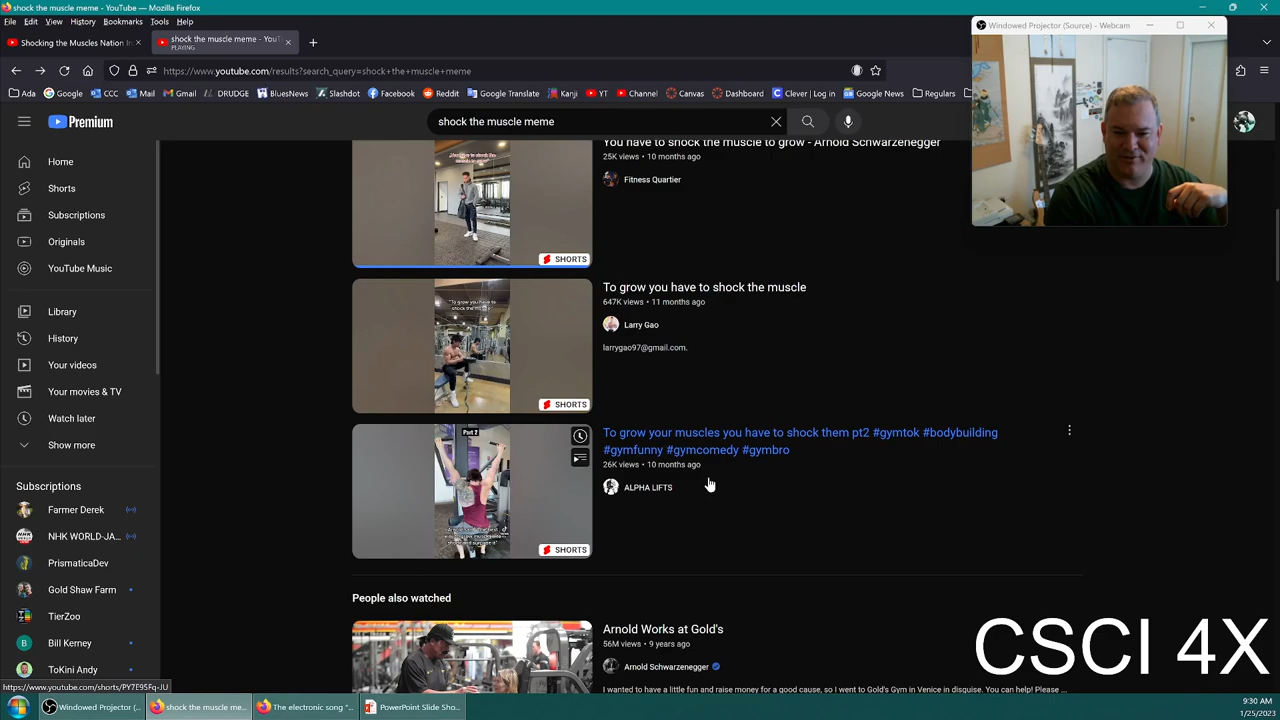 shock the muscle meme - YouTube — Mozilla Firefox
File Edit View History Bookmarks Tools Help
Windowed Projector (Source) - Webcam
Shocking the Muscles Nation
shock the muscle meme - Yo
PLAYING
https://www.youtube.com/results?search_query=shock+the+muscle+meme
Ada Google CCC Mail Gmail DRUDGE BluesNews Slashdot Facebook Reddit Google Translate Kanji YT Channel Canvas Dashboard Clever | Log in Google News Regulars
Premium
shock the muscle meme
Home
Shorts
Subscriptions
Originals
YouTube Music
Library
History
Your videos
Your movies & TV
Watch later
Show more
Subscriptions
Farmer Derek
NHK WORLD-JA...
PrismaticaDev
Gold Shaw Farm
TierZoo
Bill Kerney
ToKini Andy
You have to shock the muscle to grow - Arnold Schwarzenegger
25K views • 10 months ago
Fitness Quartier
SHORTS
To grow you have to shock the muscle
647K views • 11 months ago
Larry Gao
larrygao97@gmail.com.
"To grow you have to
SHORTS
To grow your muscles you have to shock them pt2 #gymtok #bodybuilding
#gymfunny #gymcomedy #gymbro
26K views • 10 months ago
ALPHA LIFTS
Part 2
SHORTS
People also watched
Arnold Works at Gold's
56M views • 9 years ago
Arnold Schwarzenegger
I wanted to have a little fun and raise money for a good cause, so I went to Gold's Gym in Venice in disguise. You can help! Please ...
CSCI 4X
https://www.youtube.com/shorts/PYZE95Fq-JU
Windowed Projector (... shock the muscle me... The electronic song "... PowerPoint Slide Sho...
9:30 AM
1/25/2023